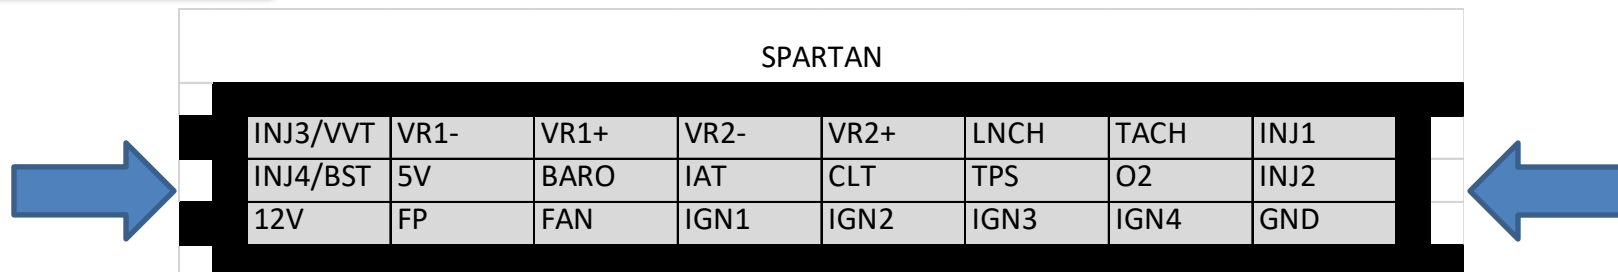 SPARTAN
INJ3/VVT VR1- VR1+ VR2- VR2+ LNCH TACH INJ1
INJ4/BST 5V BARO IAT CLT TPS O2 INJ2
12V FP FAN IGN1 IGN2 IGN3 IGN4 GND